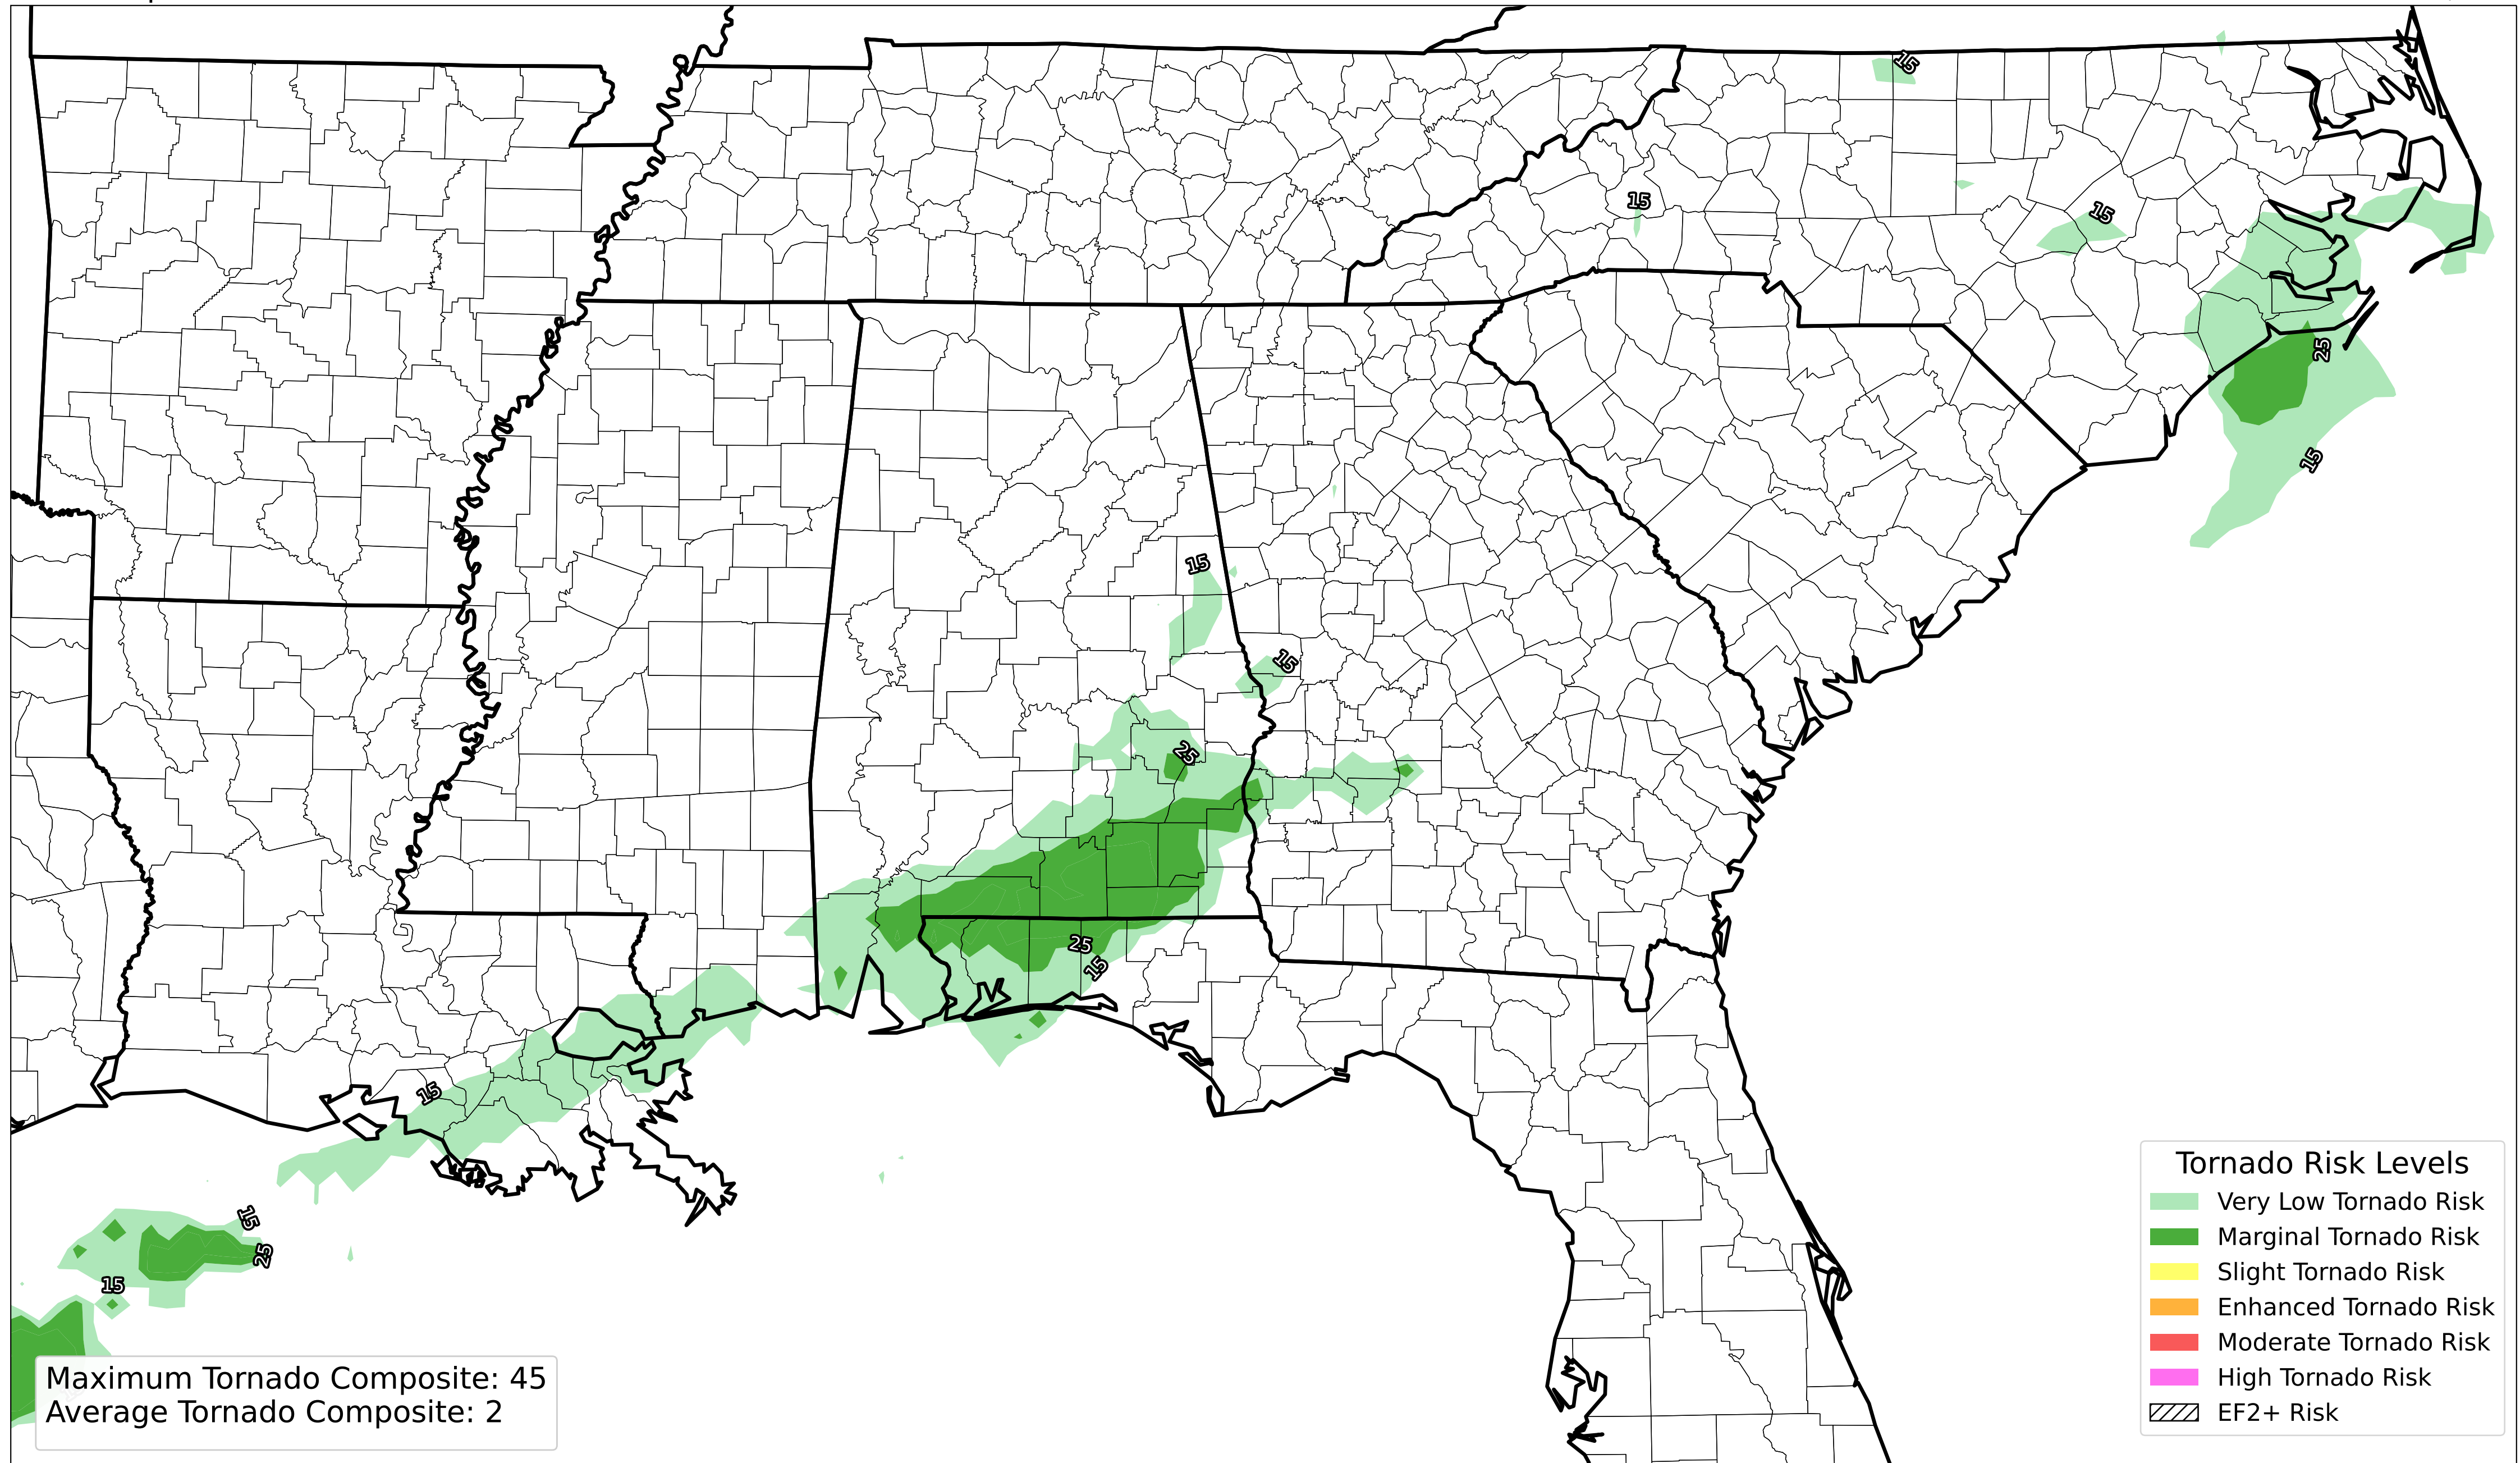 15
15
15
25
15
15
15
25
25
15
15
15
25
15
Tornado Risk Levels
Very Low Tornado Risk
Marginal Tornado Risk
Slight Tornado Risk
Enhanced Tornado Risk
Moderate Tornado Risk
High Tornado Risk
EF2+ Risk
Maximum Tornado Composite: 45
Average Tornado Composite: 2